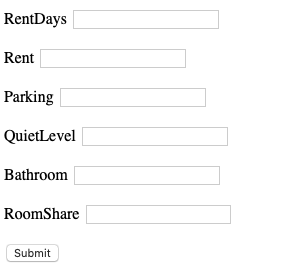 RentDays
Rent
Parking
QuietLevel
Bathroom
RoomShare
Submit